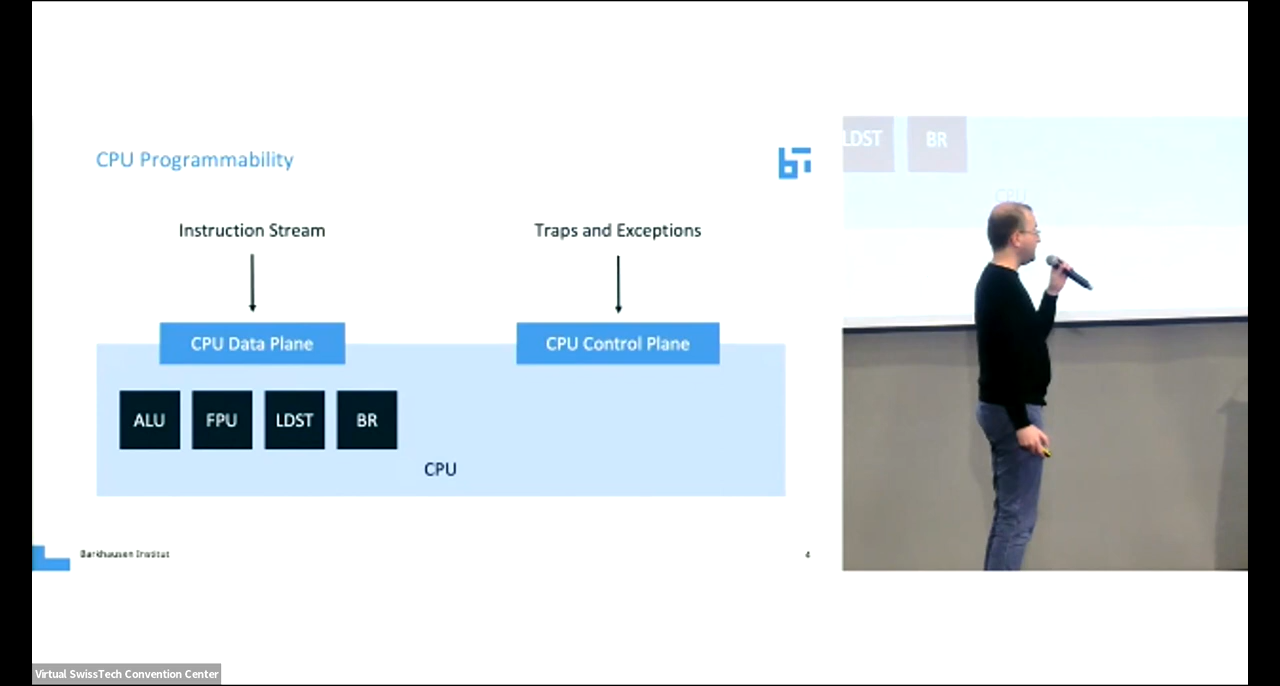 CPU Programmability
Instruction Stream
Traps and Exceptions
CPU Data Plane
CPU Control Plane
ALU
FPU
LDST
BR
CPU
Barkhausen Institut
4
LDST
BR
CPU
Virtual SwissTech Convention Center